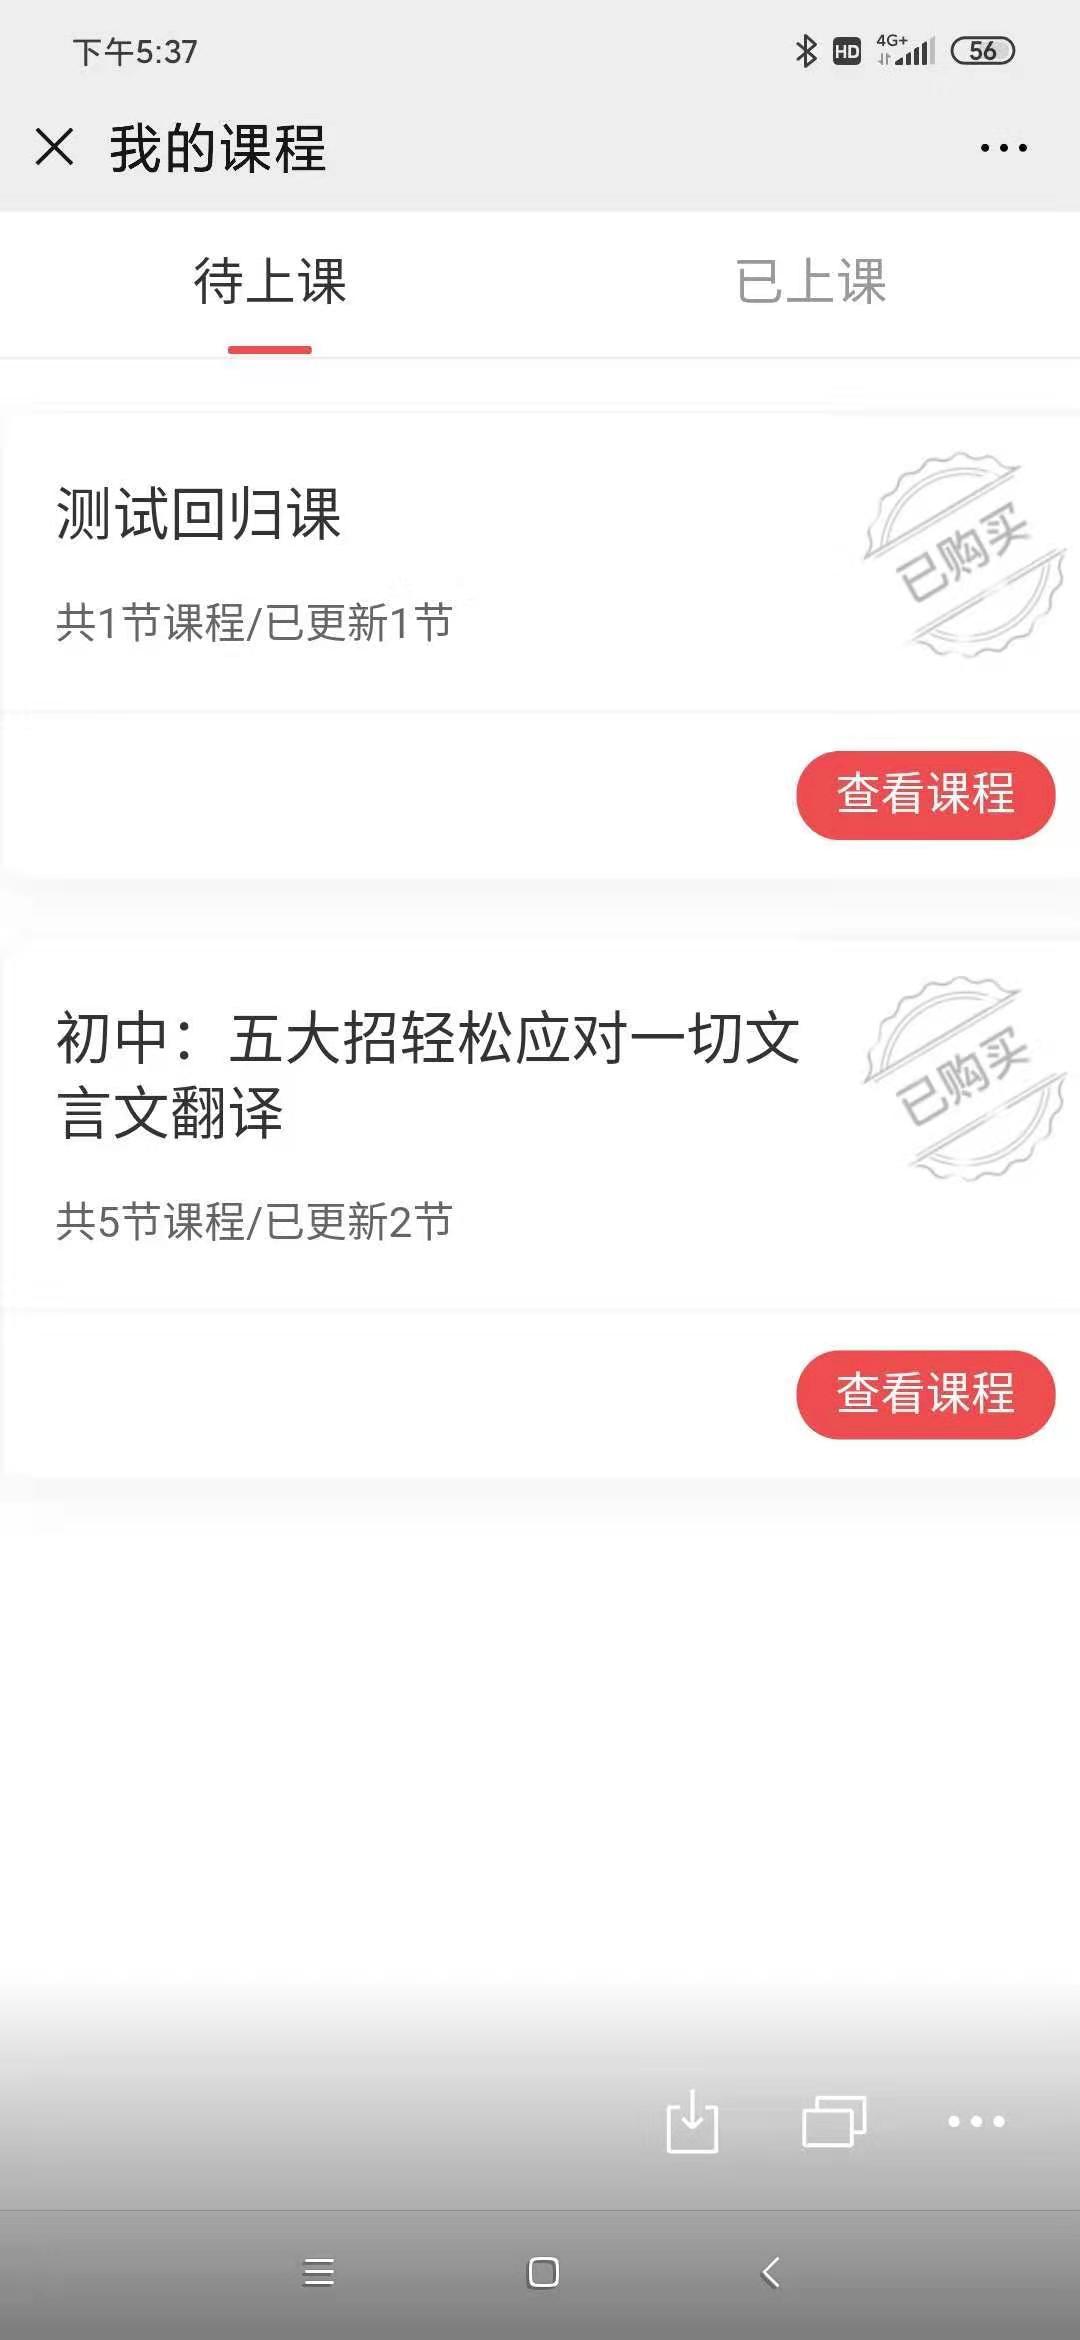 下午5:37
HD 4G+ 56
我的课程
待上课 已上课
测试回归课
已购买
共1节课程/已更新1节
查看课程
初中：五大招轻松应对一切文
言文翻译
已购买
共5节课程/已更新2节
查看课程